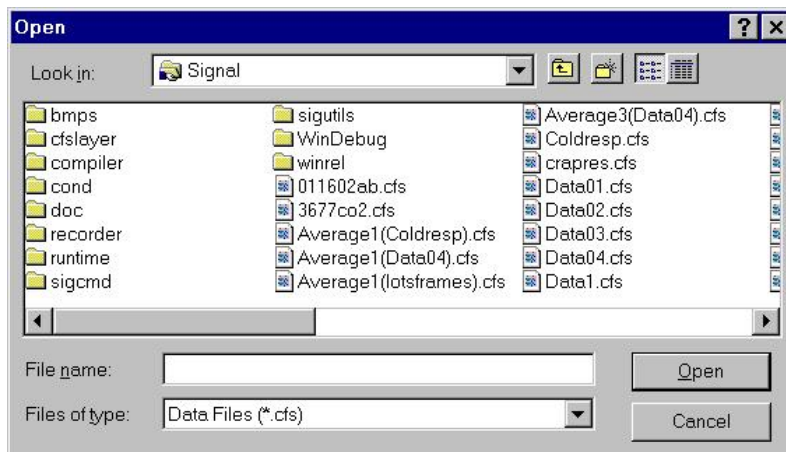 Open
Look in:
Signal
bmps
cfslayer
compiler
cond
doc
recorder
runtime
sigcmd
sigutils
WinDebug
winrel
011602ab.cfs
3677co2.cfs
Average1(Coldresp).cfs
Average1(Data04).cfs
Average1(lotsframes).cfs
Average3(Data04).cfs
Coldresp.cfs
crapres.cfs
Data01.cfs
Data02.cfs
Data03.cfs
Data04.cfs
Data1.cfs
File name:
Open
Files of type:
Data Files (*.cfs)
Cancel